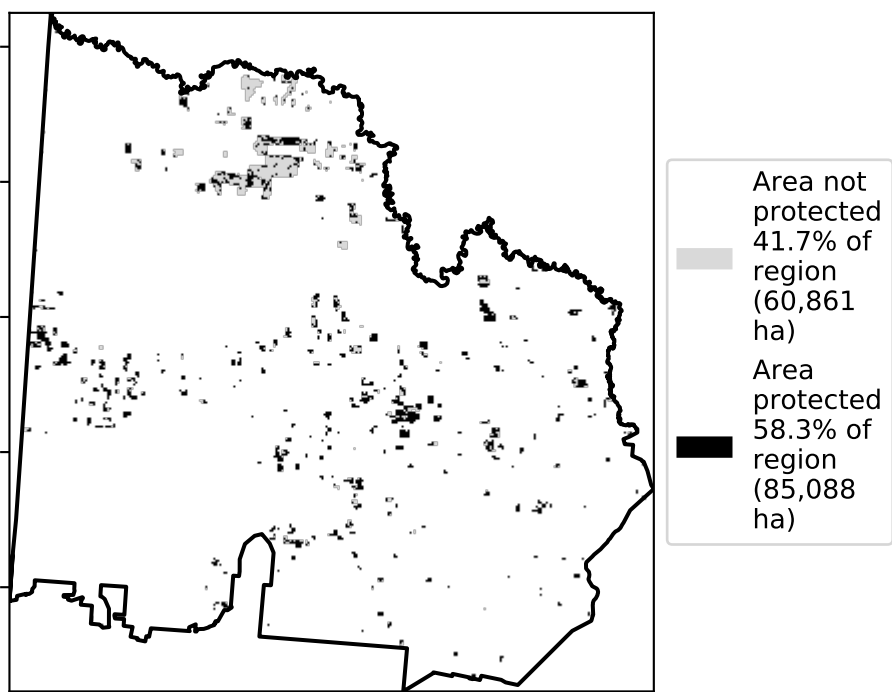 Area not
protected
41.7% of
region
(60,861
ha)
Area
protected
58.3% of
region
(85,088
ha)